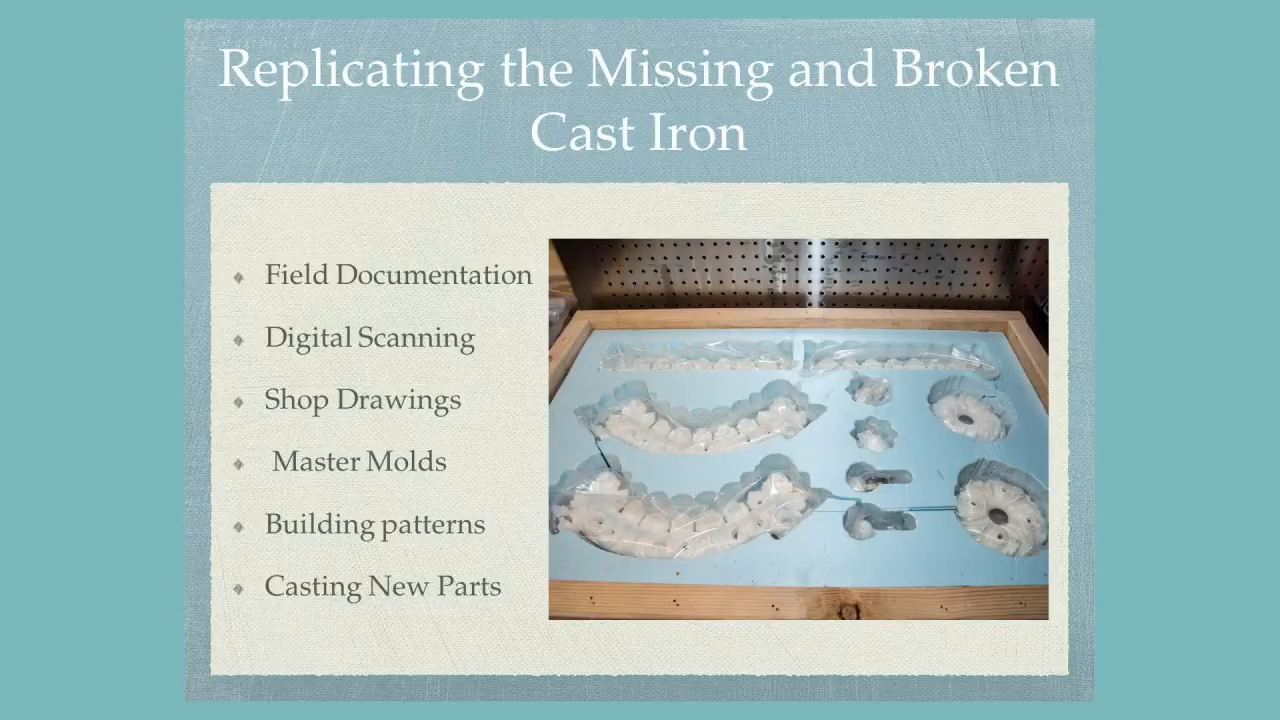 Replicating the Missing and Broken
Cast Iron
Field Documentation
Digital Scanning
Shop Drawings
Master Molds
Building patterns
Casting New Parts